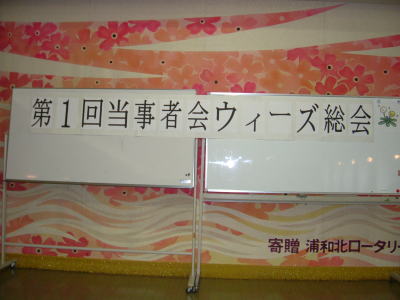 第1回当事者会ウィーズ総会
寄贈 浦和北ロータリー